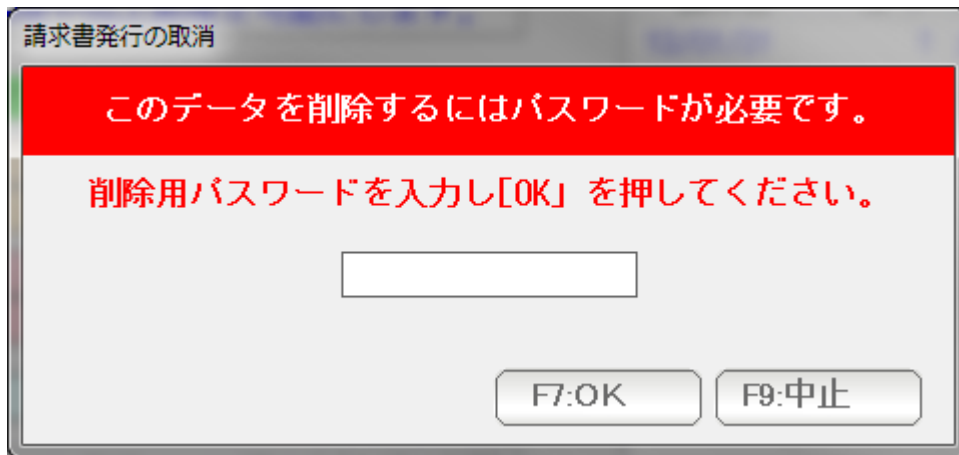 請求書発行の取消
このデータを削除するにはパスワードが必要です。
削除用パスワードを入力し[OK」を押してください。
F7:OK
F9:中止